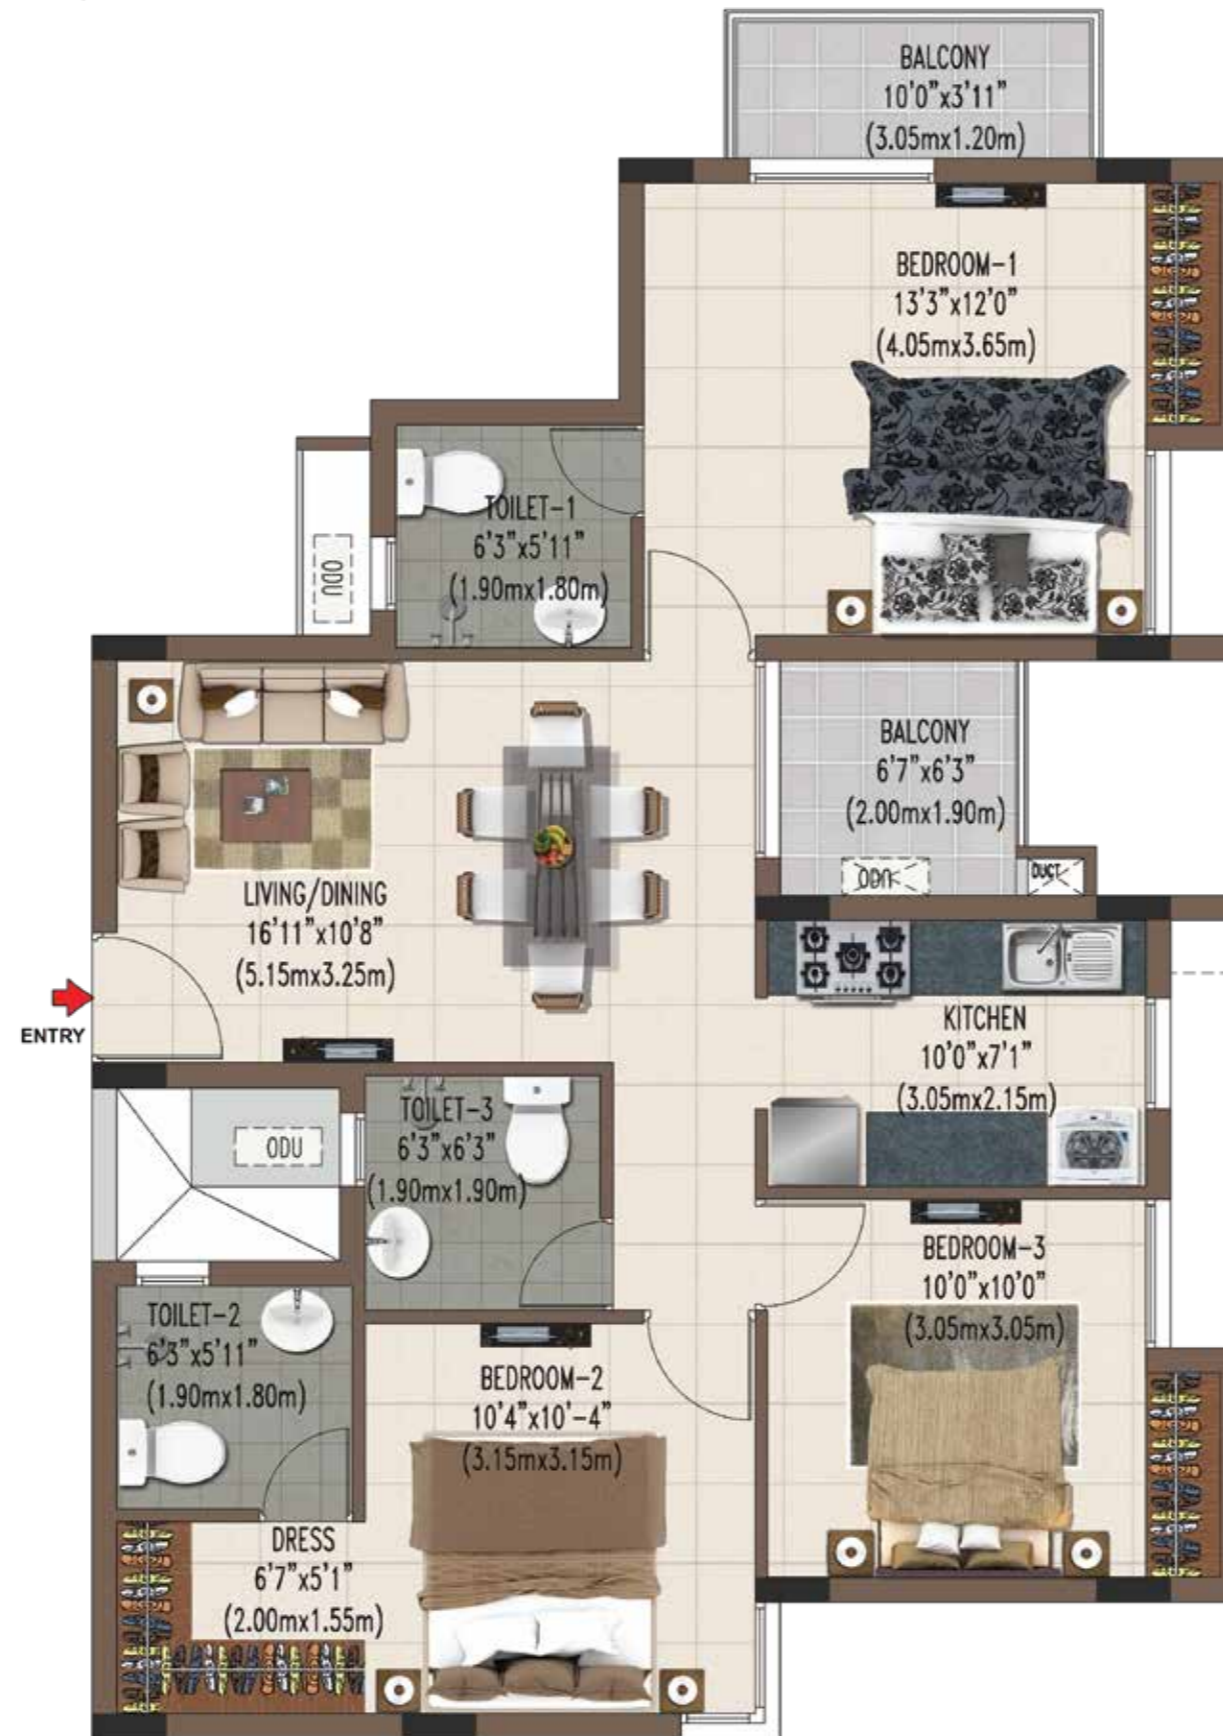 BALCONY
10'0"x3'11"
(3.05mx1.20m)
BEDROOM-1
13'3"x12'0"
(4.05mx3.65m)
TOILET-1
6'3"x5'11"
(1.90mx1.80m)
ODU
BALCONY
6'7"x6'3"
(2.00mx1.90m)
ODU
DUCT
LIVING/DINING
16'11"x10'8"
(5.15mx3.25m)
ENTRY
KITCHEN
10'0"x7'1"
(3.05mx2.15m)
TOILET-3
6'3"x6'3"
(1.90mx1.90m)
ODU
BEDROOM-3
10'0"x10'0"
(3.05mx3.05m)
TOILET-2
6'3"x5'11"
(1.90mx1.80m)
BEDROOM-2
10'4"x10'-4"
(3.15mx3.15m)
DRESS
6'7"x5'1"
(2.00mx1.55m)